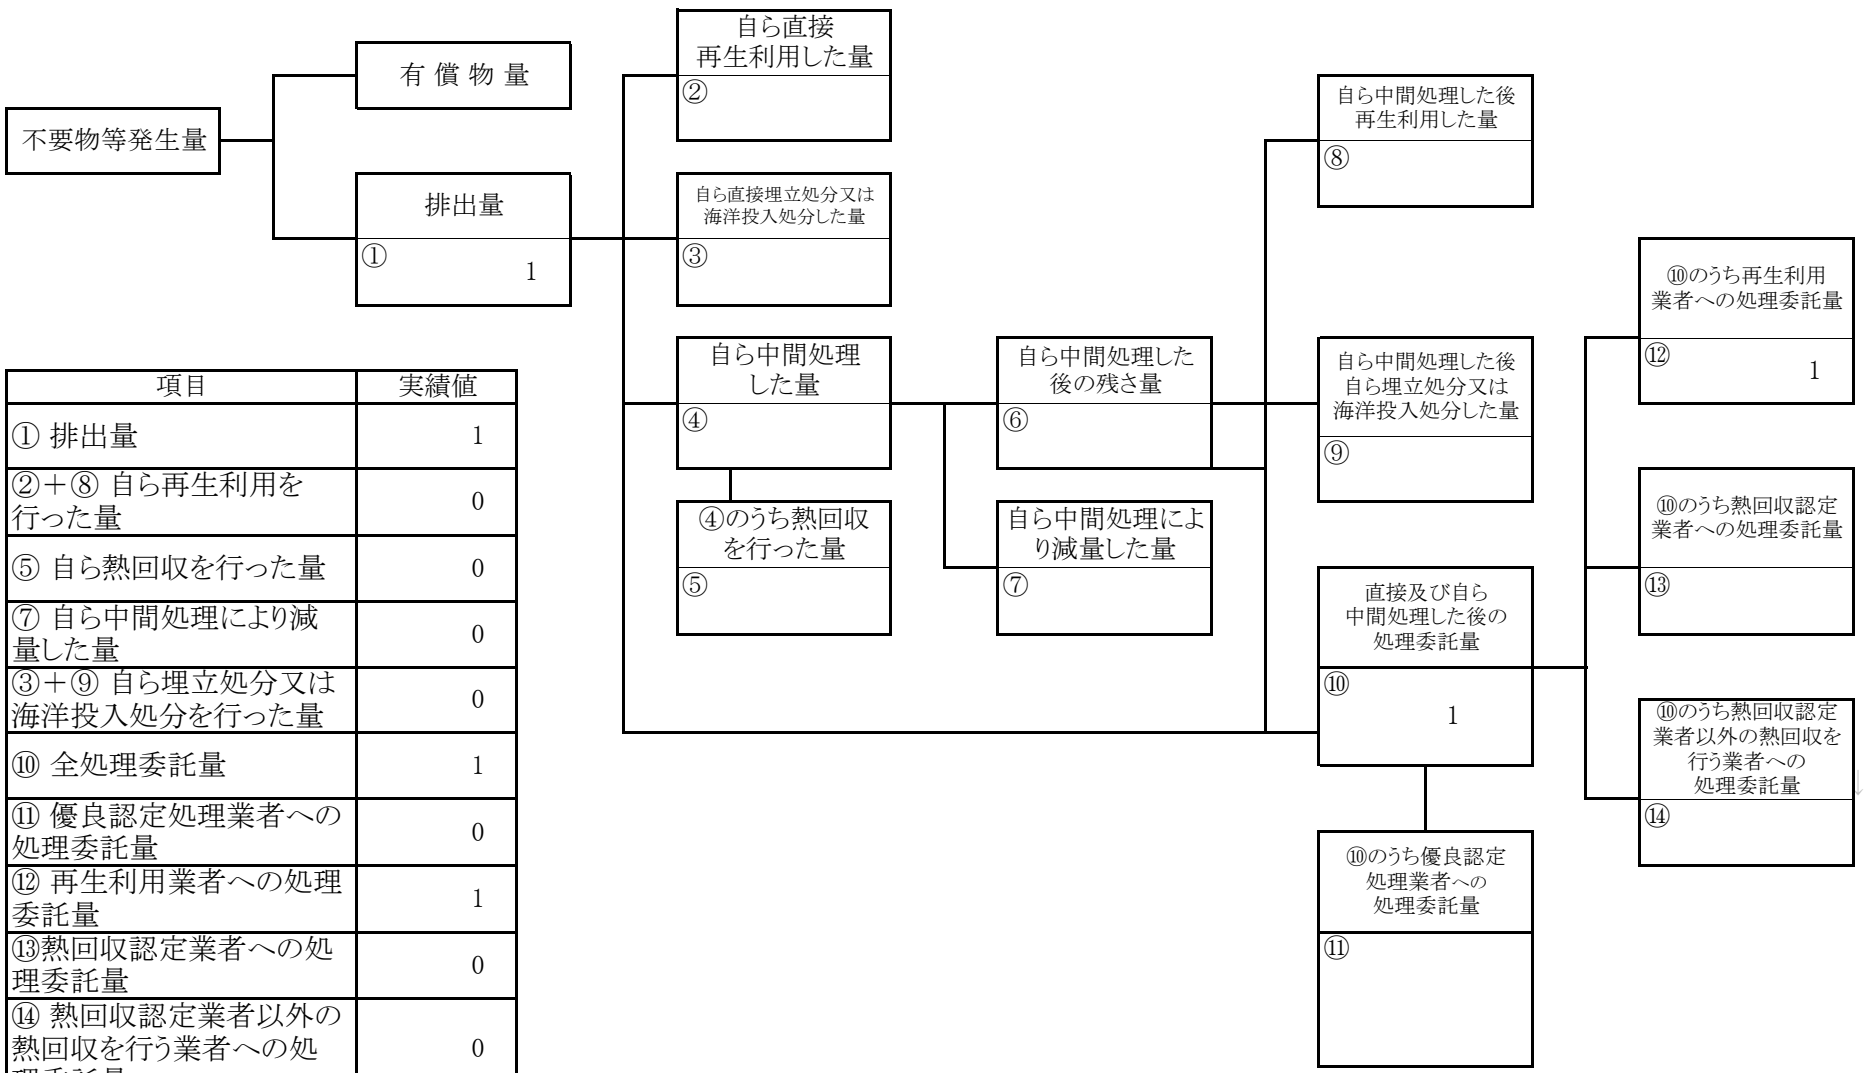 自ら直接
再生利用した量
②
有償物量
不要物等発生量
排出量
①
1
自ら直接埋立処分又は
海洋投入処分した量
③
自ら中間処理
した量
④
自ら中間処理した
後の残さ量
⑥
④のうち熱回収
を行った量
⑤
自ら中間処理によ
り減量した量
⑦
自ら中間処理した後
再生利用した量
⑧
自ら中間処理した後
自ら埋立処分又は
海洋投入処分した量
⑨
直接及び自ら
中間処理した後の
処理委託量
⑩
1
⑩のうち優良認定
処理業者への
処理委託量
⑪
⑩のうち再生利用
業者への処理委託量
⑫
1
⑩のうち熱回収認定
業者への処理委託量
⑬
⑩のうち熱回収認定
業者以外の熱回収を
行う業者への
処理委託量
⑭
↓
項目 実績値
① 排出量 1
②+⑧ 自ら再生利用を
行った量 0
⑤ 自ら熱回収を行った量 0
⑦ 自ら中間処理により減
量した量 0
③+⑨ 自ら埋立処分又は
海洋投入処分を行った量 0
⑩ 全処理委託量 1
⑪ 優良認定処理業者への
処理委託量 0
⑫ 再生利用業者への処理
委託量 1
⑬熱回収認定業者への処
理委託量 0
⑭ 熱回収認定業者以外の
熱回収を行う業者への処 0